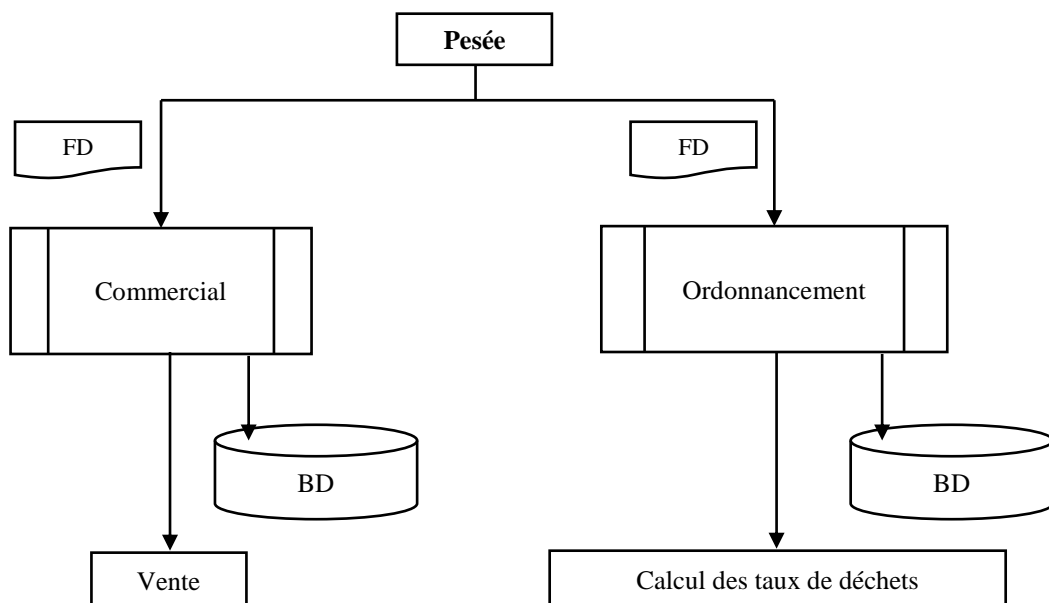 Pesée
FD
FD
Commercial
Ordonnancement
BD
BD
Vente
Calcul des taux de déchets